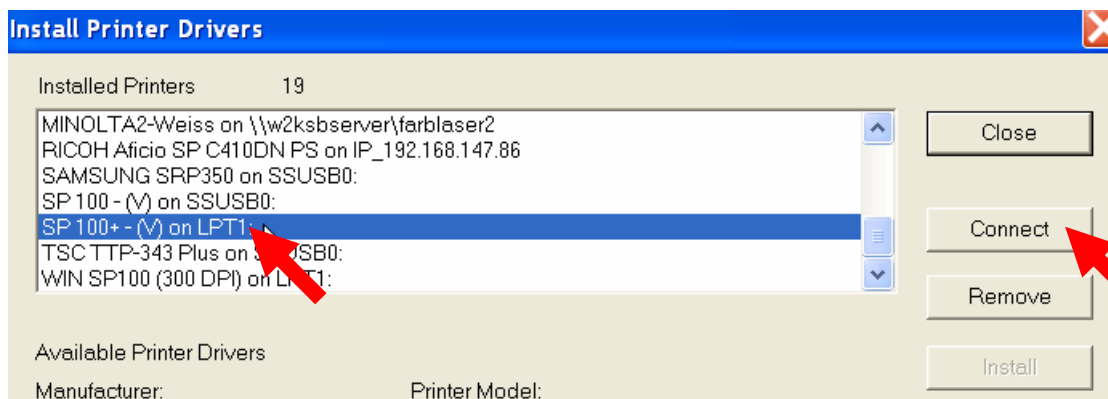 Install Printer Drivers
Installed Printers 19
MINOLTA2-Weiss on \\w2ksbserver\farblaser2
RICOH Aficio SP C410DN PS on IP_192.168.147.86
SAMSUNG SRP350 on SSUSB0:
SP 100 - (V) on SSUSB0:
SP 100+ - (V) on LPT1:
TSC TTP-343 Plus on SSUSB0:
WIN SP100 (300 DPI) on LPT1:
Close
Connect
Remove
Available Printer Drivers
Install
Manufacturer: Printer Model: